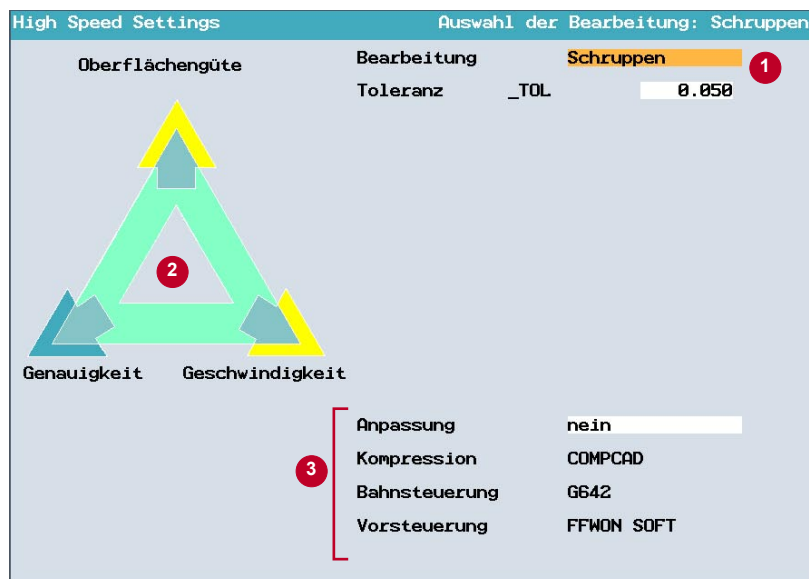 High Speed Settings Auswahl der Bearbeitung: Schruppen
Oberflächengüte
Bearbeitung Schruppen 1
Toleranz _TOL 0.050
2
Genauigkeit Geschwindigkeit
3
Anpassung nein
Kompression COMPCAD
Bahnsteuerung G642
Vorsteuerung FFWON SOFT